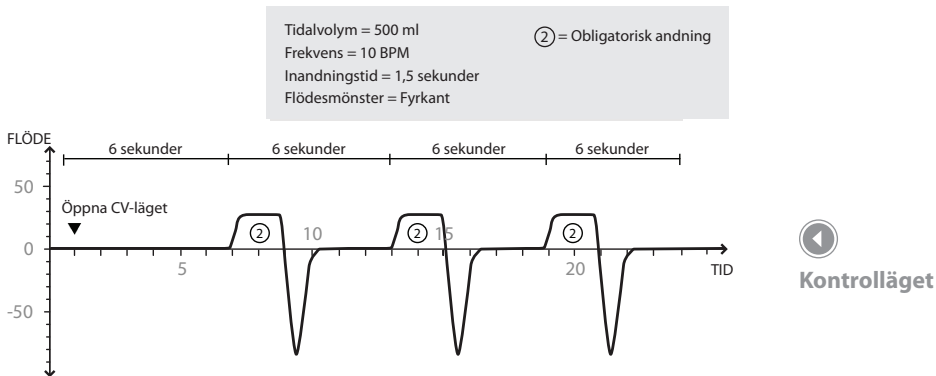 Tidalvolym = 500 ml
Frekvens = 10 BPM
Inandningstid = 1,5 sekunder
Flödesmönster = Fyrkant
2 = Obligatorisk andning
FLÖDE
6 sekunder 6 sekunder 6 sekunder 6 sekunder
50
Öppna CV-läget
2 10 2 15 2
0
5 20 TID
-50
Kontrolläget